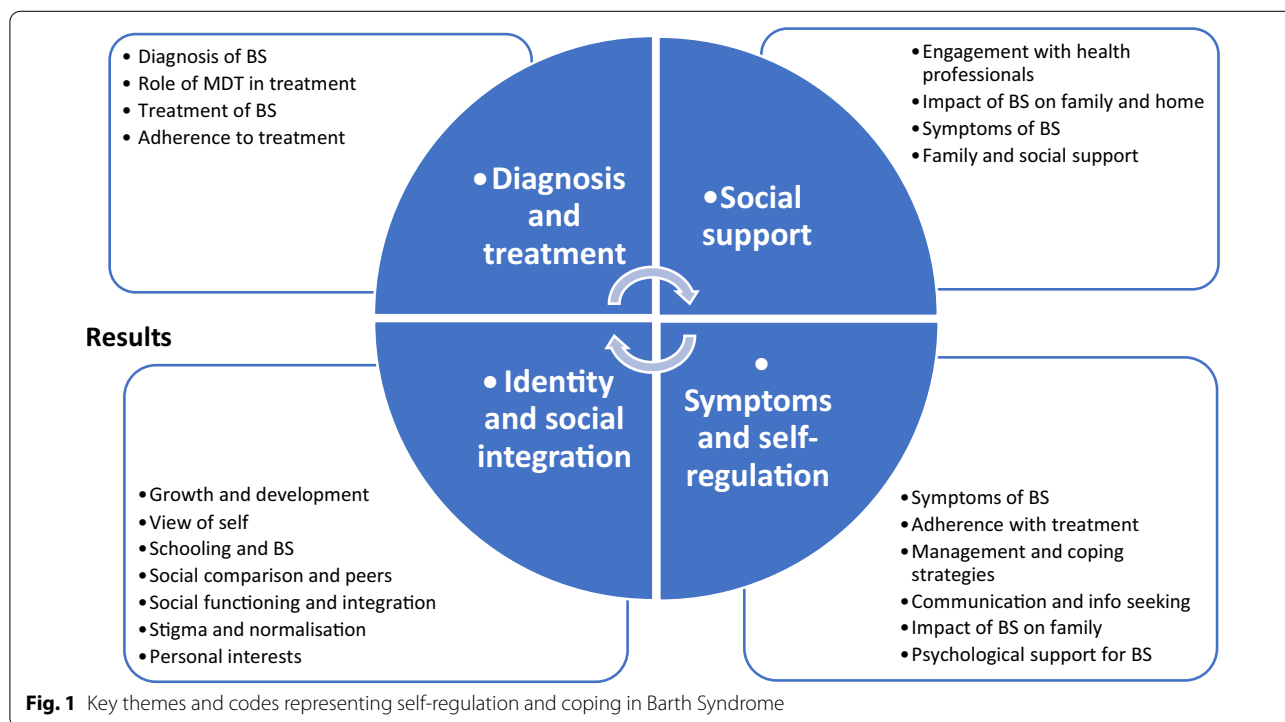 • Diagnosis of BS
• Role of MDT in treatment
• Treatment of BS
• Adherence to treatment
•Engagement with health
professionals
•Impact of BS on family and home
•Symptoms of BS
•Family and social support
•Diagnosis
and
treatment
•Social
support
Results
• Identity
and social
integration
•
Symptoms
and self-
regulation
•Growth and development
•View of self
•Schooling and BS
•Social comparison and peers
•Social functioning and integration
•Stigma and normalisation
•Personal interests
•Symptoms of BS
•Adherence with treatment
•Management and coping
strategies
•Communication and info seeking
•Impact of BS on family
•Psychological support for BS
Fig. 1 Key themes and codes representing self-regulation and coping in Barth Syndrome